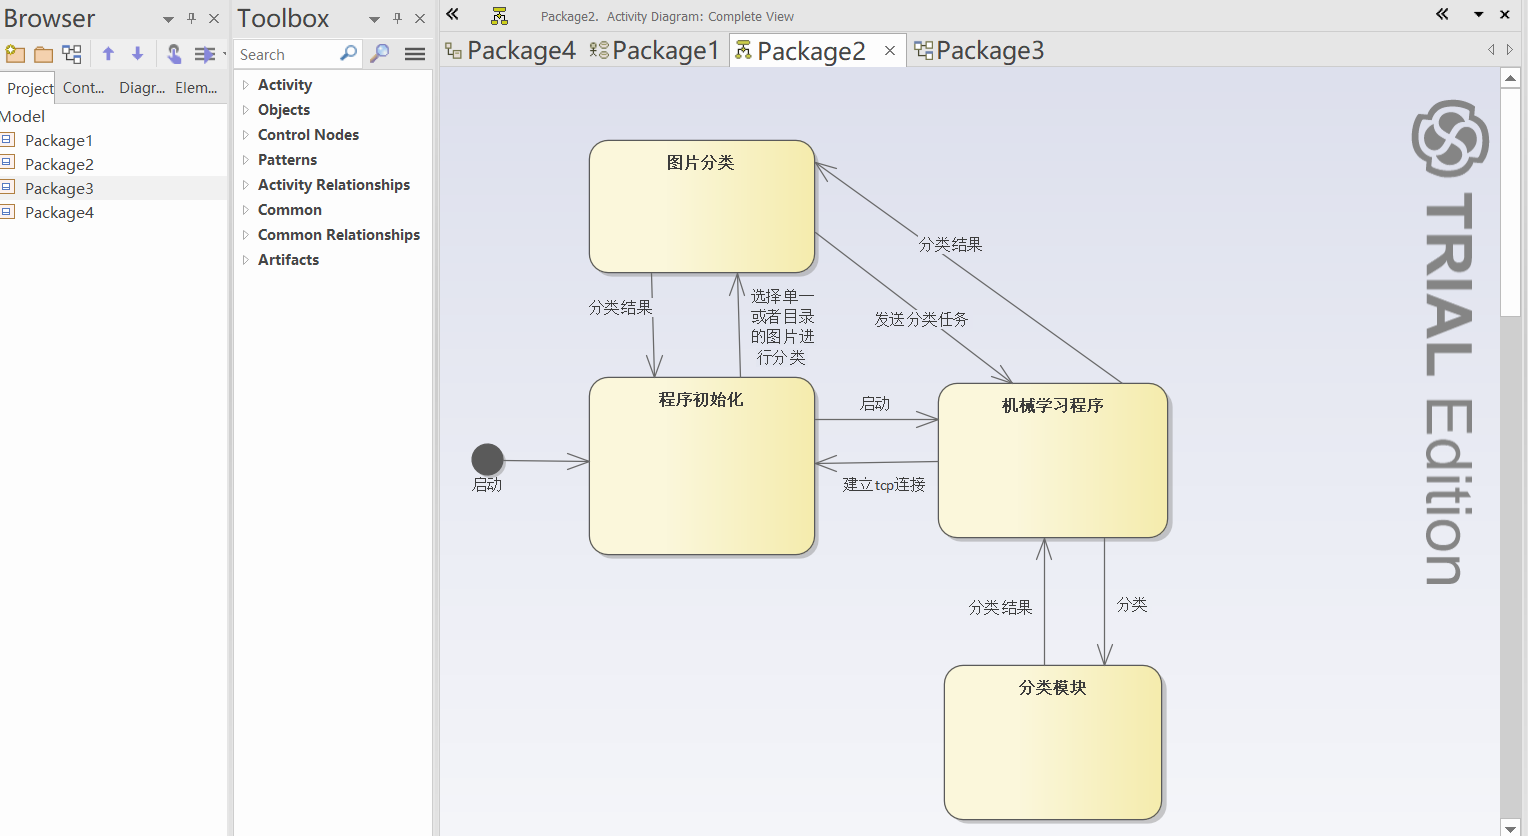 Browser
Project
Cont...
Diagr...
Elem...
Model
Package1
Package2
Package3
Package4
Toolbox
Search
Activity
Objects
Control Nodes
Patterns
Activity Relationships
Common
Common Relationships
Artifacts
Package2. Activity Diagram: Complete View
Package4
Package1
Package2
Package3
图片分类
分类结果
选择单一
或者目录
的图片进
行分类
分类结果
发送分类任务
程序初始化
启动
机械学习程序
启动
建立tcp连接
分类结果
分类
分类模块
TRIAL Edition